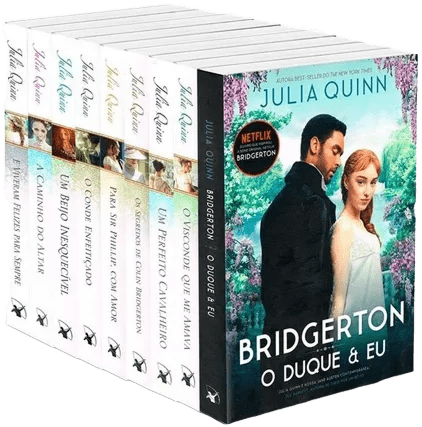 AUTORA BEST-SELLER DO NEW YORK TIMES
JULIA QUINN
NETFLIX
BRIDGERTON
BRIDGERTON
O DUQUE & EU
JULIA QUINN BRIDGERTON O DUQUE & EU
Julia Quinn O VISCONDE QUE ME AMAVA
Julia Quinn UM PERFEITO CAVALHEIRO
Julia Quinn OS SEGREDOS DE COLIN BRIDGERTON
Julia Quinn PARA SIR PHILLIP, COM AMOR
Julia Quinn O CONDE ENFEITIÇADO
Julia Quinn UM BEIJO INESQUECÍVEL
Julia Quinn A CAMINHO DO ALTAR
Julia Quinn E VIVERAM FELIZES PARA SEMPRE